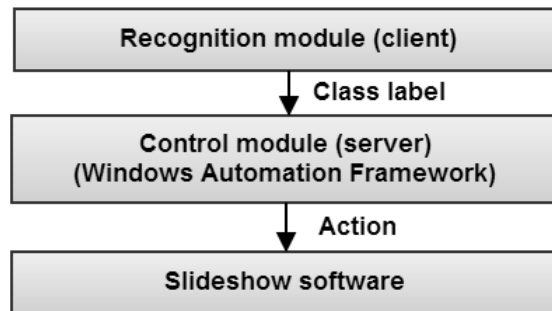 Recognition module (client)
Class label
Control module (server)
(Windows Automation Framework)
Action
Slideshow software